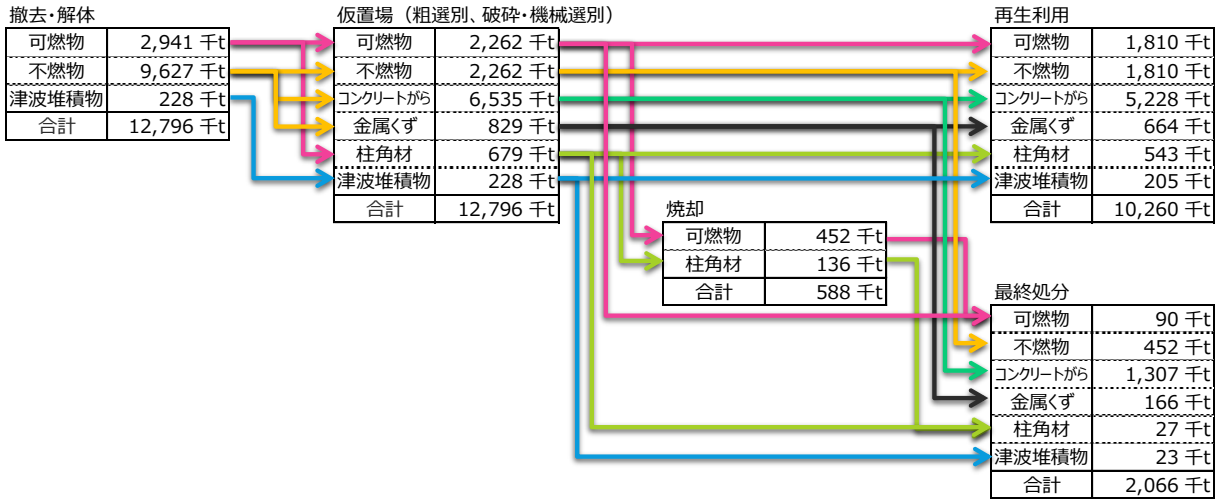 撤去・解体
可燃物 2,941 千t
不燃物 9,627 千t
津波堆積物 228 千t
合計 12,796 千t
仮置場（粗選別、破砕・機械選別）
可燃物 2,262 千t
不燃物 2,262 千t
コンクリートがら 6,535 千t
金属くず 829 千t
柱角材 679 千t
津波堆積物 228 千t
合計 12,796 千t
焼却
可燃物 452 千t
柱角材 136 千t
合計 588 千t
再生利用
可燃物 1,810 千t
不燃物 1,810 千t
コンクリートがら 5,228 千t
金属くず 664 千t
柱角材 543 千t
津波堆積物 205 千t
合計 10,260 千t
最終処分
可燃物 90 千t
不燃物 452 千t
コンクリートがら 1,307 千t
金属くず 166 千t
柱角材 27 千t
津波堆積物 23 千t
合計 2,066 千t